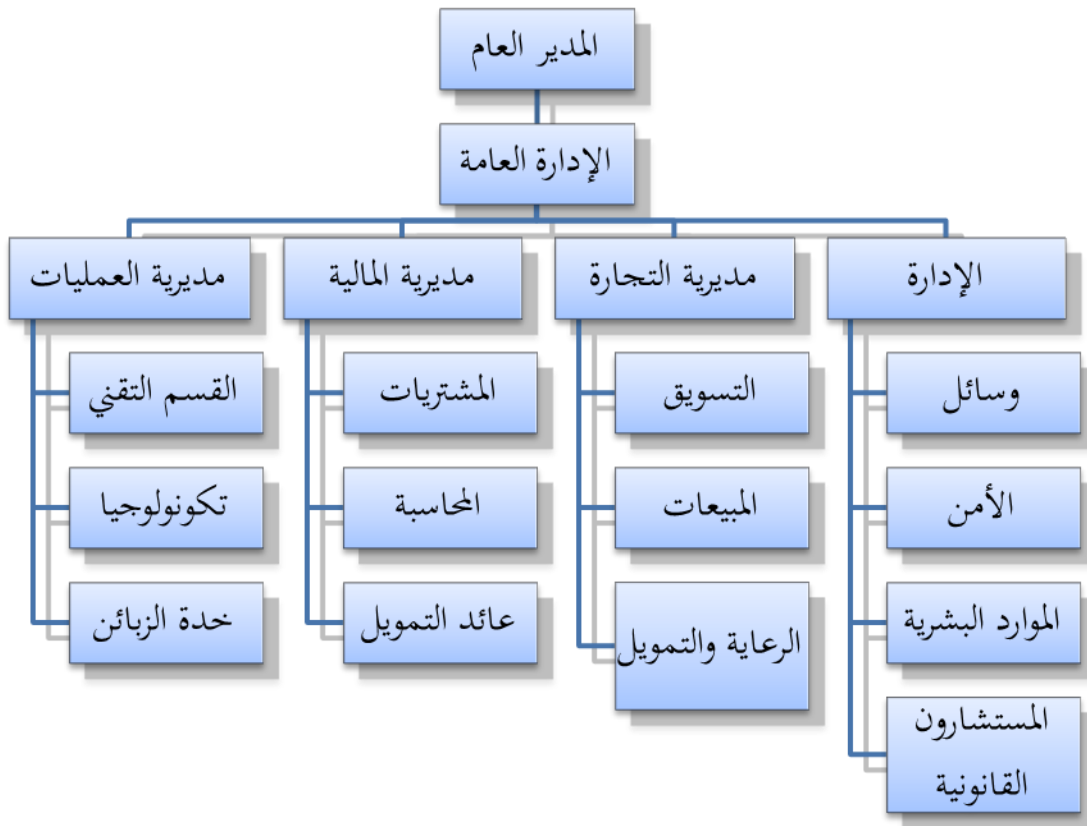 المدير العام
الإدارة العامة
الإدارة
مديرية التجارة
مديرية المالية
مديرية العمليات
وسائل
الأمن
الموارد البشرية
المستشارون
القانونية
التسويق
المبيعات
الرعاية والتمويل
المشتريات
المحاسبة
عائد التمويل
القسم التقني
تكونولوجيا
خدة الزبائن